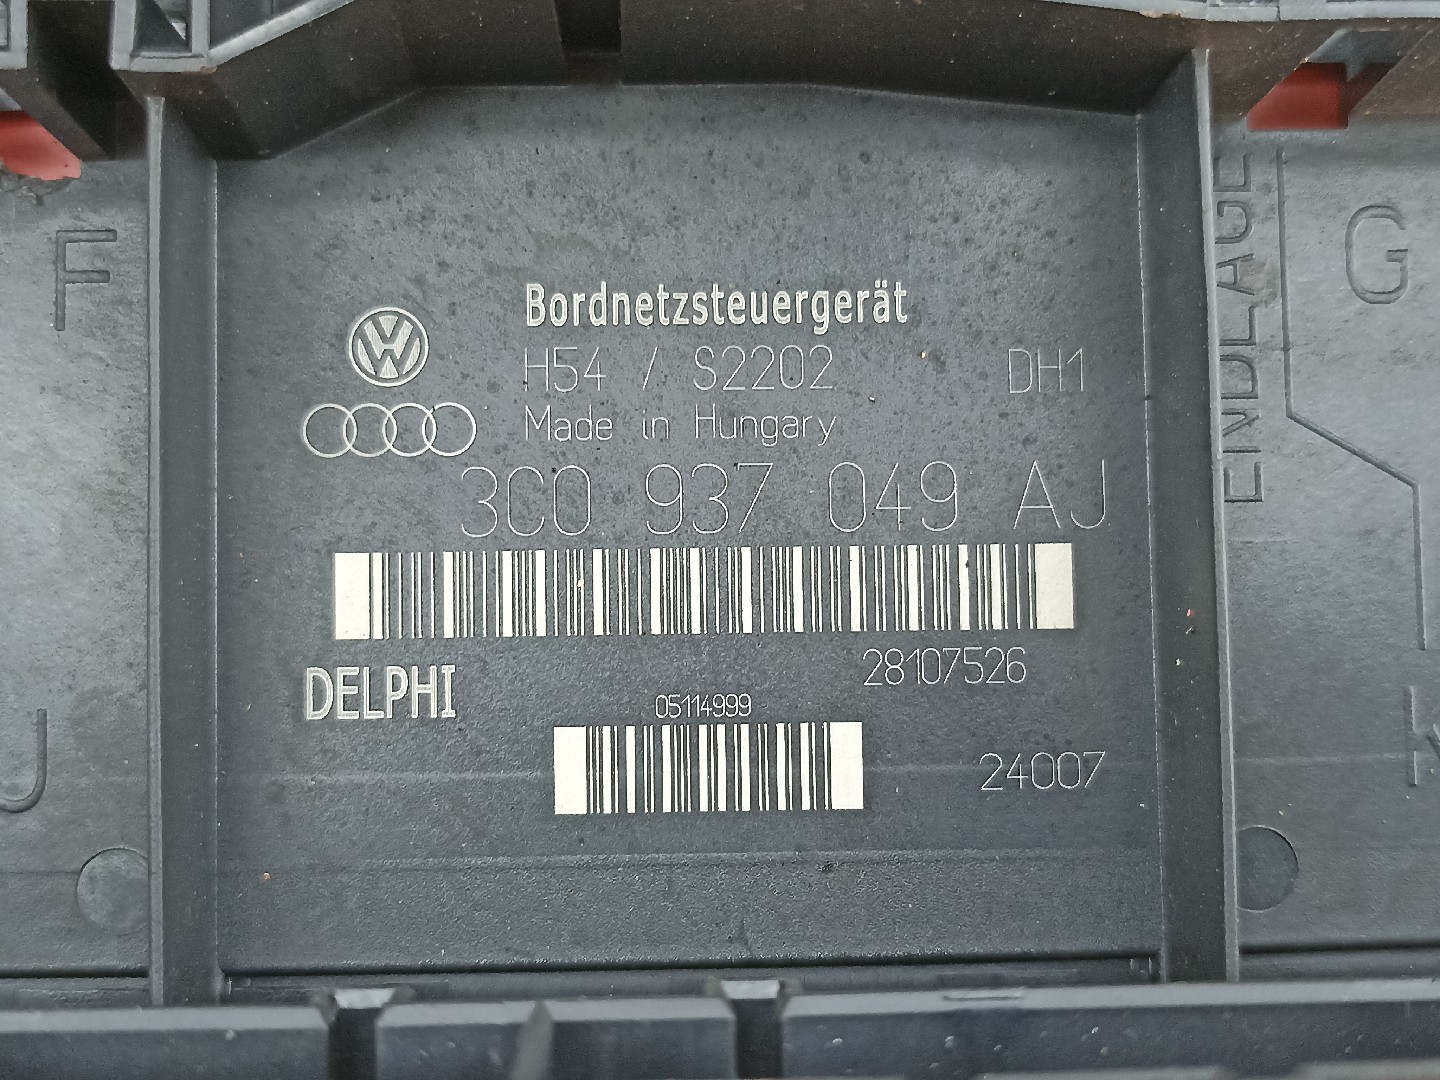 F
G
ENDLAGE
Bordnetzsteuergerät
H54 / S2202 DH1
Made in Hungary
3C0 937 049 AJ
28107526
DELPHI
05114999
24007
J
K